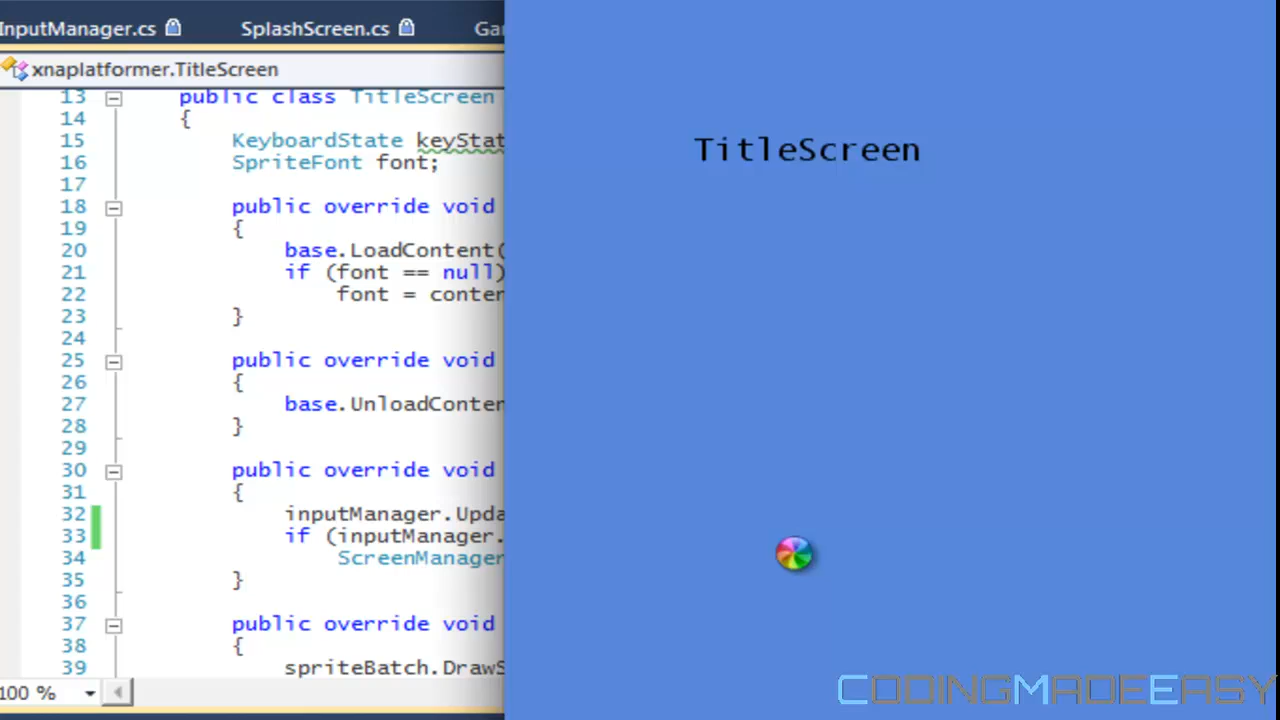 InputManager.cs SplashScreen.cs Ga
xnaplatformer.TitleScreen
13 public class TitleScreen
14 {
15 KeyboardState keyStat
16 SpriteFont font;
17
18 public override void
19 {
20 base.LoadContent(
21 if (font == null)
22 font = conten
23 }
24
25 public override void
26 {
27 base.UnloadConten
28 }
29
30 public override void
31 {
32 inputManager.Upda
33 if (inputManager.
34 ScreenManager
35 }
36
37 public override void
38 {
39 spriteBatch.DrawS
100 %
TitleScreen
CODINGMADEEASY